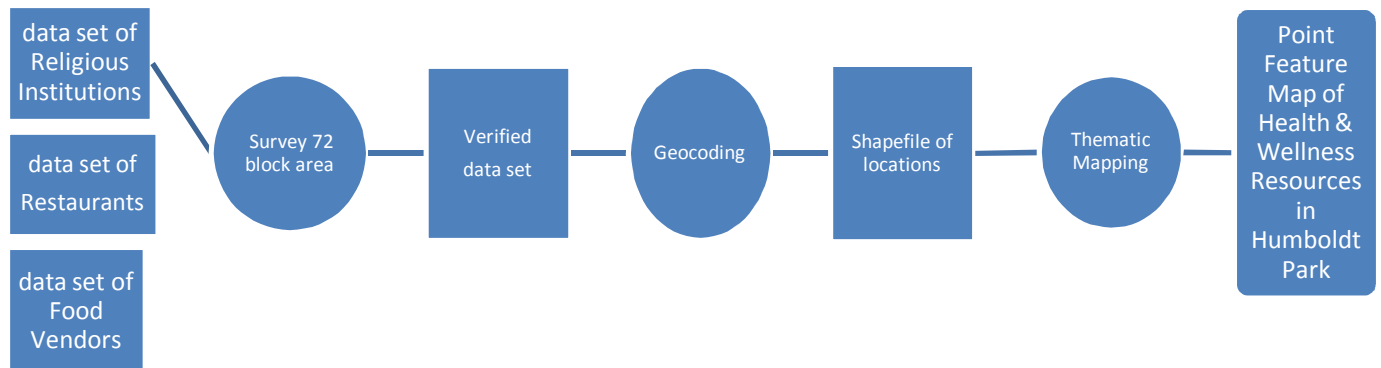 data set of
Religious
Institutions
data set of
Restaurants
data set of
Food
Vendors
Survey 72
block area
Verified
data set
Geocoding
Shapefile of
locations
Thematic
Mapping
Point
Feature
Map of
Health &
Wellness
Resources
in
Humboldt
Park